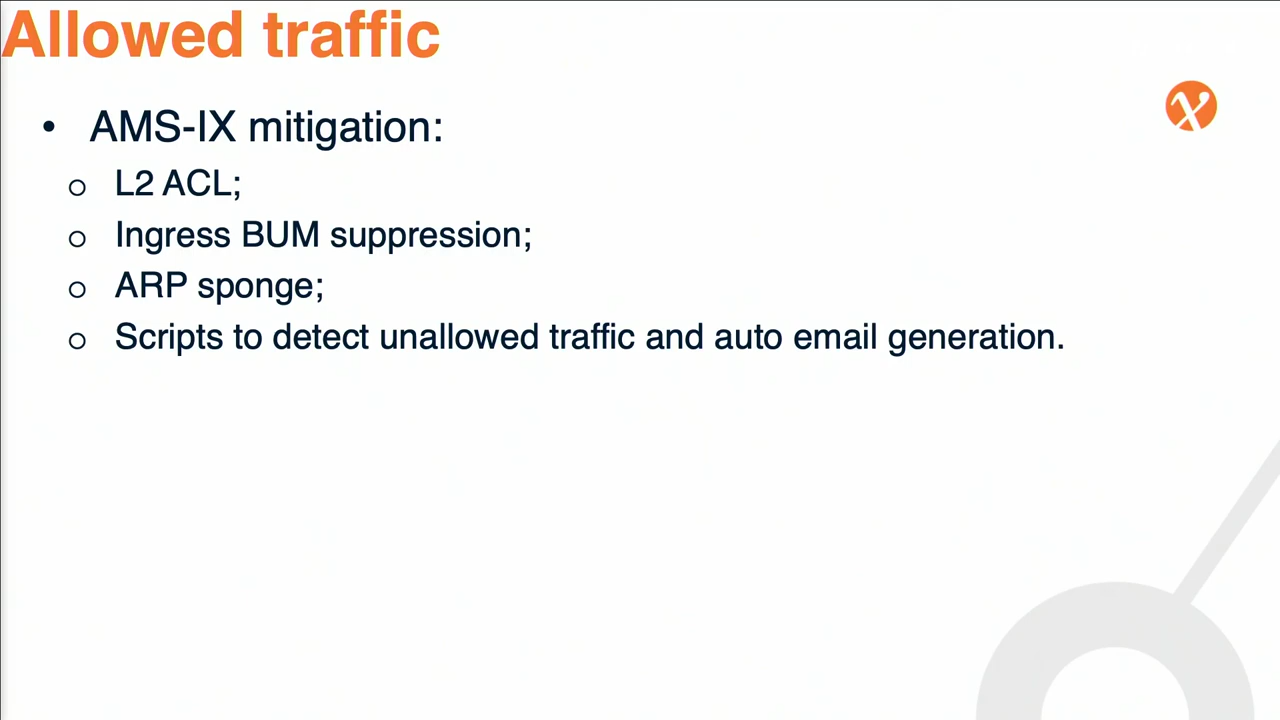 Allowed traffic
• AMS-IX mitigation:
o L2 ACL;
o Ingress BUM suppression;
o ARP sponge;
o Scripts to detect unallowed traffic and auto email generation.